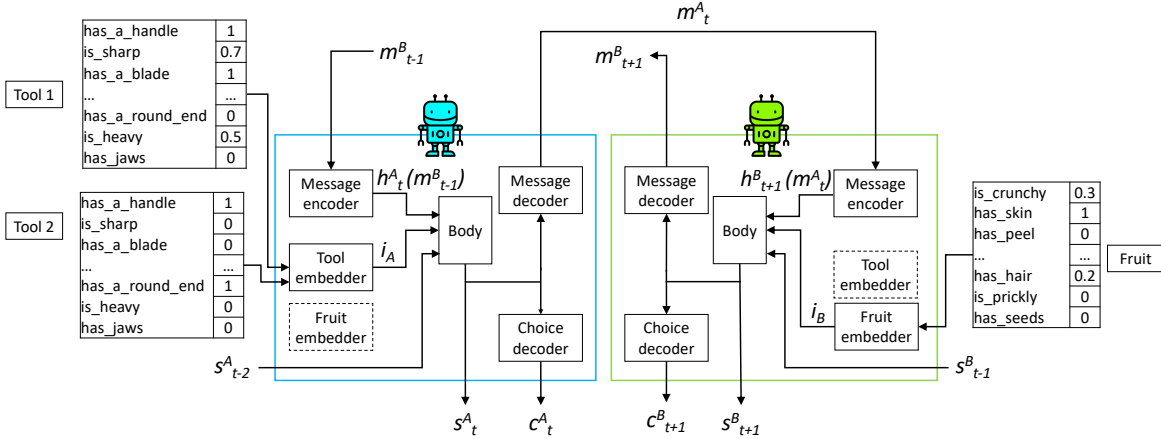 has_a_handle 1
is_sharp 0.7
has_a_blade 1
... ...
has_a_round_end 0
is_heavy 0.5
has_jaws 0
Tool 1
has_a_handle 1
is_sharp 0
has_a_blade 0
... ...
has_a_round_end 1
is_heavy 0
has_jaws 0
Tool 2
m^B_{t-1}
m^A_t
m^B_{t+1}
Message
encoder
h^A_t (m^B_{t-1})
Message
decoder
Body
Tool
embedder
i_A
Fruit
embedder
Choice
decoder
s^A_{t-2}
s^A_t
c^A_t
Message
decoder
h^B_{t+1} (m^A_t)
Message
encoder
Body
Tool
embedder
i_B
Fruit
embedder
Choice
decoder
s^B_{t-1}
c^B_{t+1}
s^B_{t+1}
is_crunchy 0.3
has_skin 1
has_peel 0
... ...
has_hair 0.2
is_prickly 0
has_seeds 0
Fruit